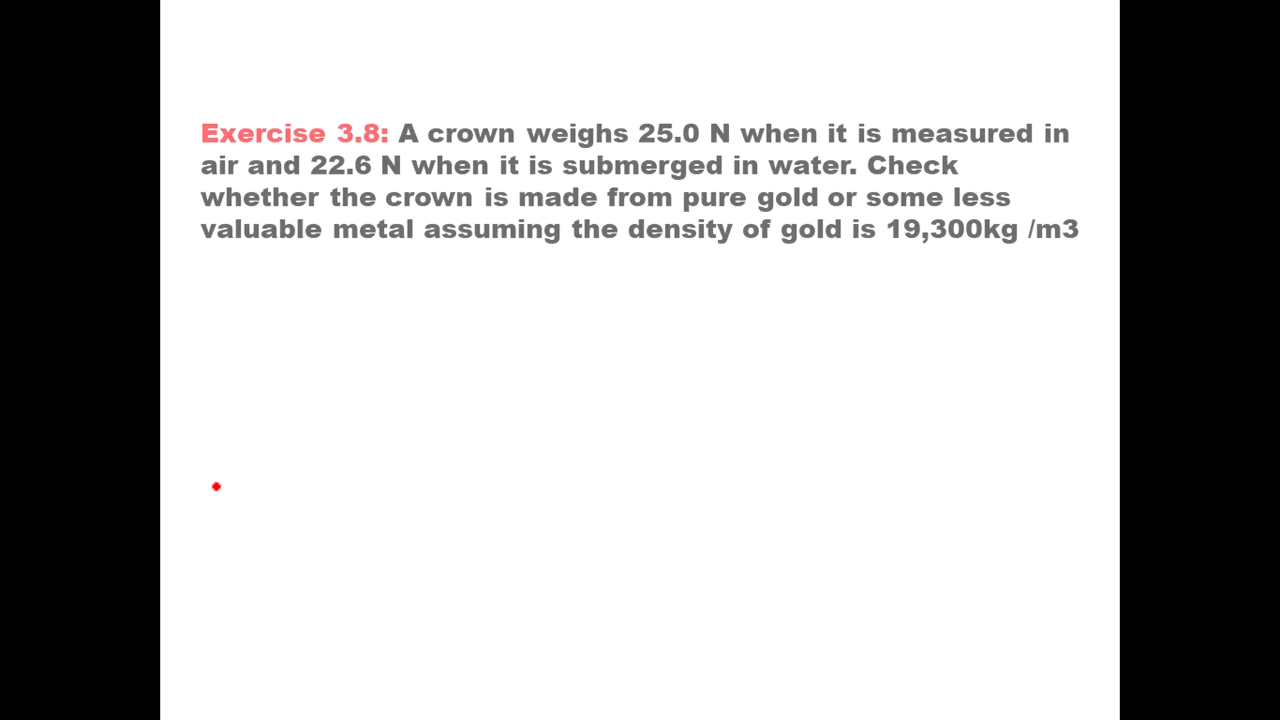 Exercise 3.8: A crown weighs 25.0 N when it is measured in
air and 22.6 N when it is submerged in water. Check
whether the crown is made from pure gold or some less
valuable metal assuming the density of gold is 19,300kg /m3